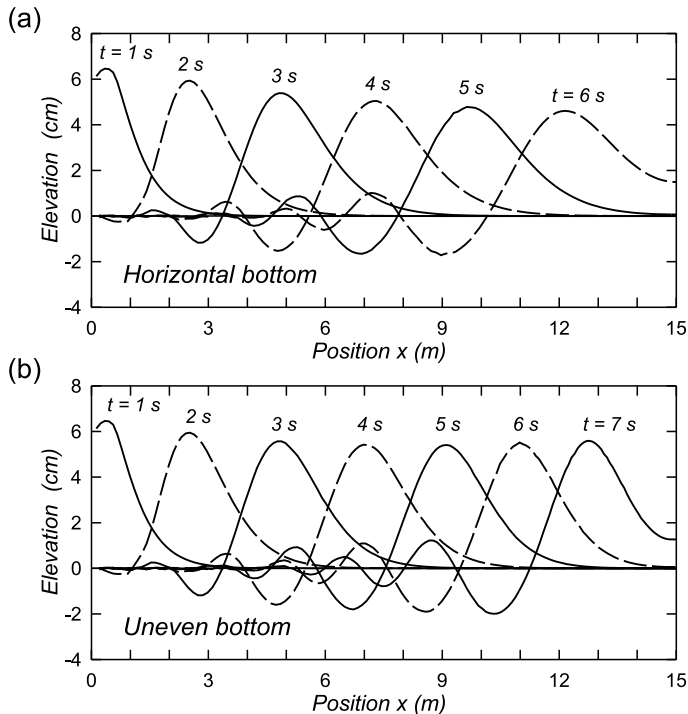 (a)
8
t = 1 s
2 s
3 s
4 s
5 s
t = 6 s
6
4
2
0
-2
-4
Elevation (cm)
Horizontal bottom
0
3
6
9
12
15
Position x (m)
(b)
8
t = 1 s
2 s
3 s
4 s
5 s
6 s
t = 7 s
6
4
2
0
-2
-4
Elevation (cm)
Uneven bottom
0
3
6
9
12
15
Position x (m)